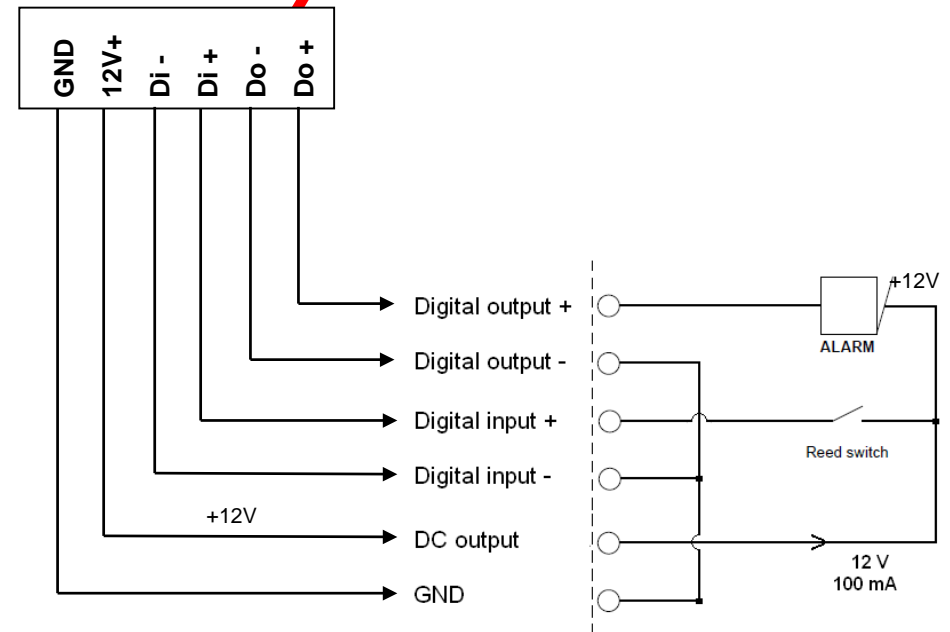 GND
12V+
Di -
Di +
Do -
Do +
Digital output +
+12V
ALARM
Digital output -
Digital input +
Reed switch
Digital input -
+12V
DC output
12 V
100 mA
GND